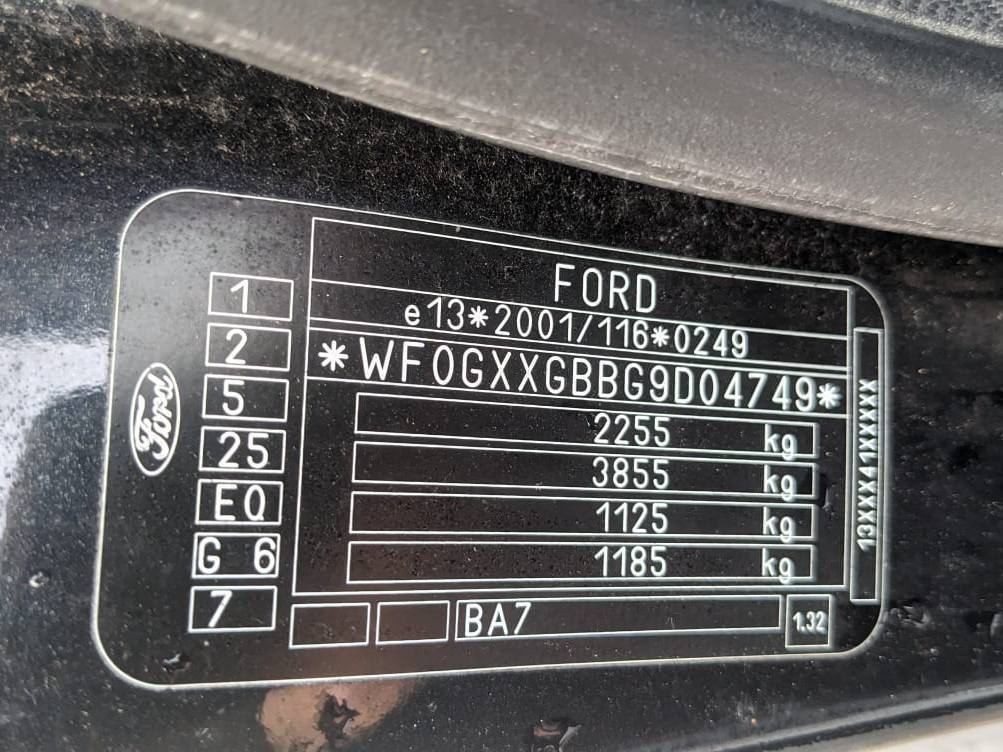 FORD
e13*2001/116*0249
*WF0GXXGBBG9D04749*
2255 kg
3855 kg
1125 kg
1185 kg
BA7
1.32
1
2
5
25
EQ
G 6
7
Ford
13XXX41XXXXX